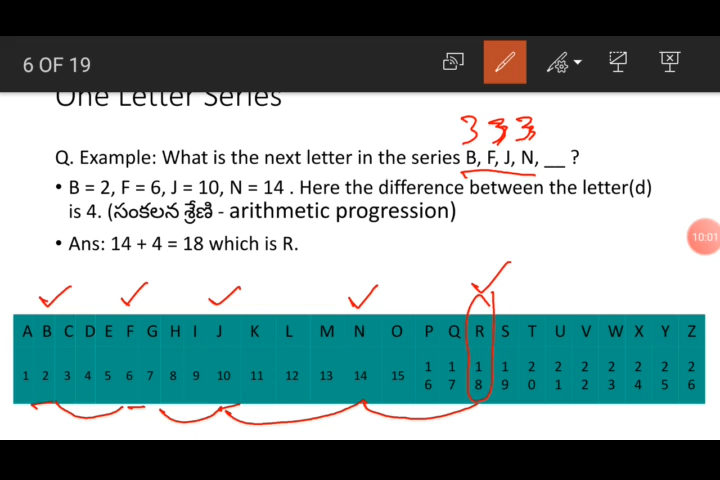 6 OF 19
One Letter Series
3 3 3
Q. Example: What is the next letter in the series B, F, J, N, __ ?
• B = 2, F = 6, J = 10, N = 14 . Here the difference between the letter(d)
is 4. (సంకలన శ్రేణి - arithmetic progression)
10:01
• Ans: 14 + 4 = 18 which is R.
A B C D E F G H I J K L M N O P Q R S T U V W X Y Z
1 2 3 4 5 6 7 8 9 10 11 12 13 14 15 16 17 18 19 20 21 22 23 24 25 26